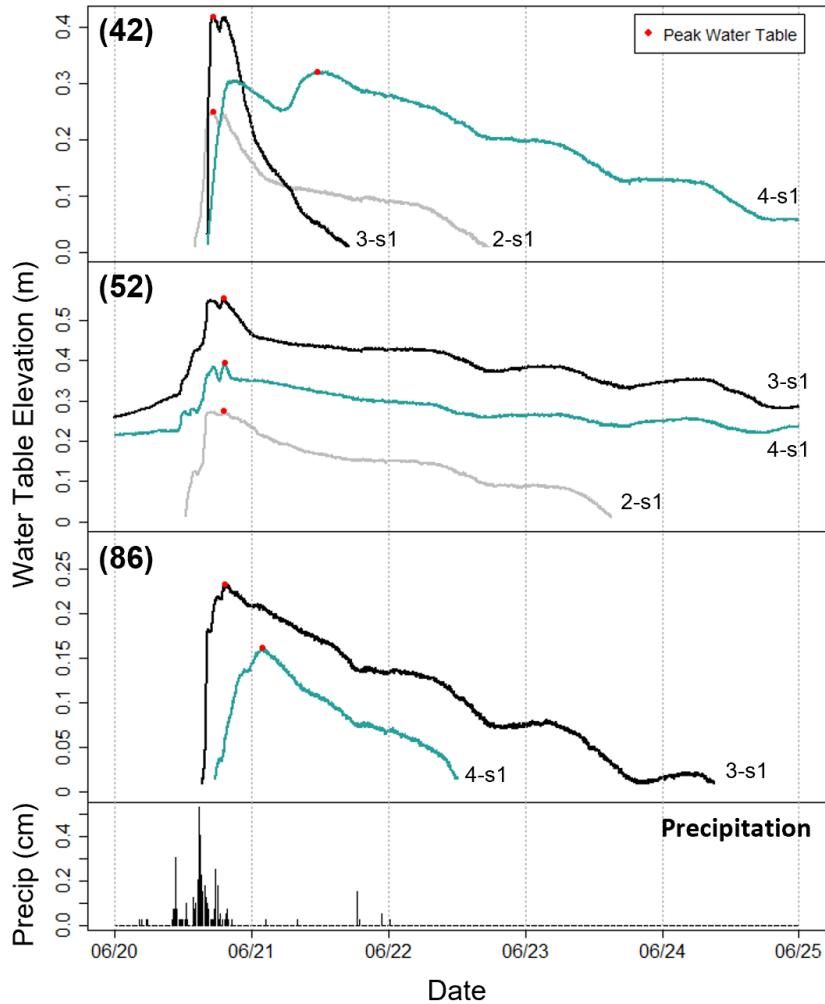 (42)
Peak Water Table
0.4
0.3
0.2
0.1
0.0
4-s1
3-s1
2-s1
(52)
0.5
0.4
0.3
0.2
0.1
0
3-s1
4-s1
2-s1
(86)
0.25
0.20
0.15
0.10
0.05
0
4-s1
3-s1
Water Table Elevation (m)
Precipitation
0.4
0.2
0.0
Precip (cm)
06/20
06/21
06/22
06/23
06/24
06/25
Date